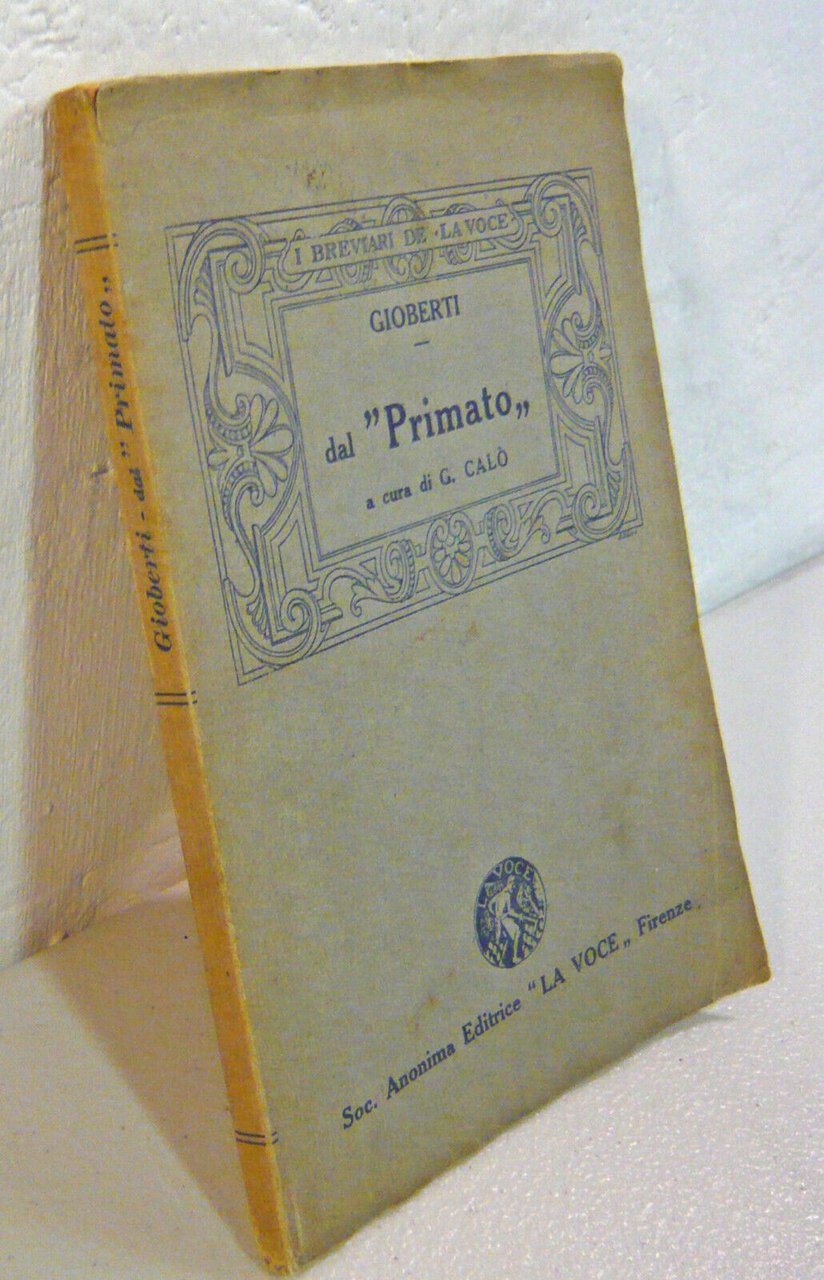 I BREVIARI DE · LA VOCE ·
GIOBERTI
—
dal ” Primato „
a cura di G. CALÒ
LA VOCE
Soc. Anonima Editrice “ LA VOCE „ Firenze
Gioberti - dal ” Primato „